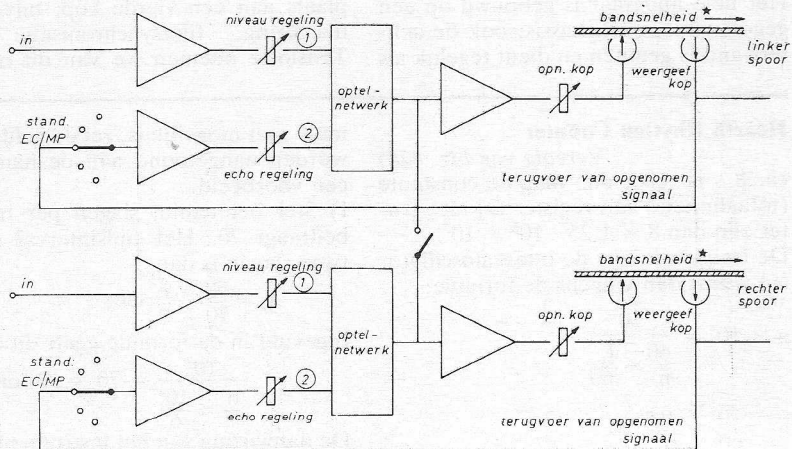 niveau regeling
1
bandsnelheid ★
in
linker
spoor
opn. kop
weergeef
kop
optel-
netwerk
stand.
EC/MP
2
echo regeling
terugvoer van opgenomen
signaal
niveau regeling
1
bandsnelheid ★
in
rechter
spoor
opn. kop
weergeef
kop
optel-
netwerk
stand.
EC/MP
2
echo regeling
terugvoer van opgenomen
signaal